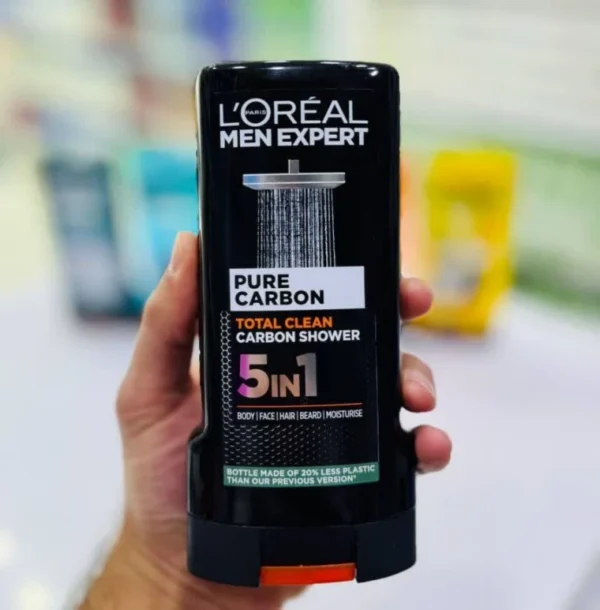 L'ORÉAL
PARIS
MEN EXPERT
PURE
CARBON
TOTAL CLEAN
CARBON SHOWER
5IN1
BODY | FACE | HAIR | BEARD | MOISTURISE
BOTTLE MADE OF 20% LESS PLASTIC
THAN OUR PREVIOUS VERSION*